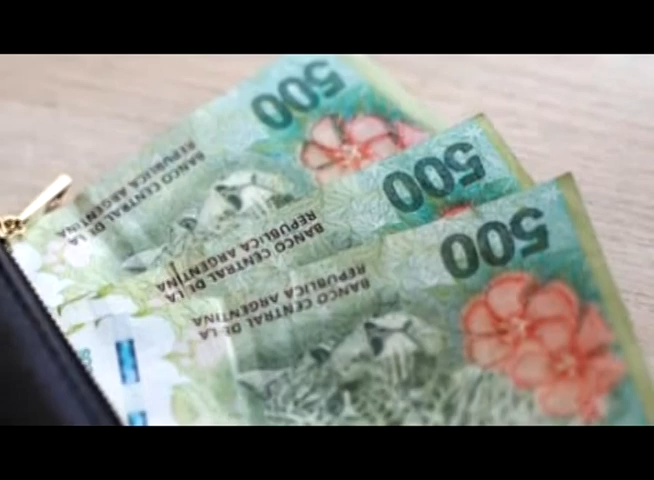 500
BANCO CENTRAL DE LA
REPUBLICA ARGENTINA
500
BANCO CENTRAL DE LA
REPUBLICA ARGENTINA
500
BANCO CENTRAL DE LA
REPUBLICA ARGENTINA